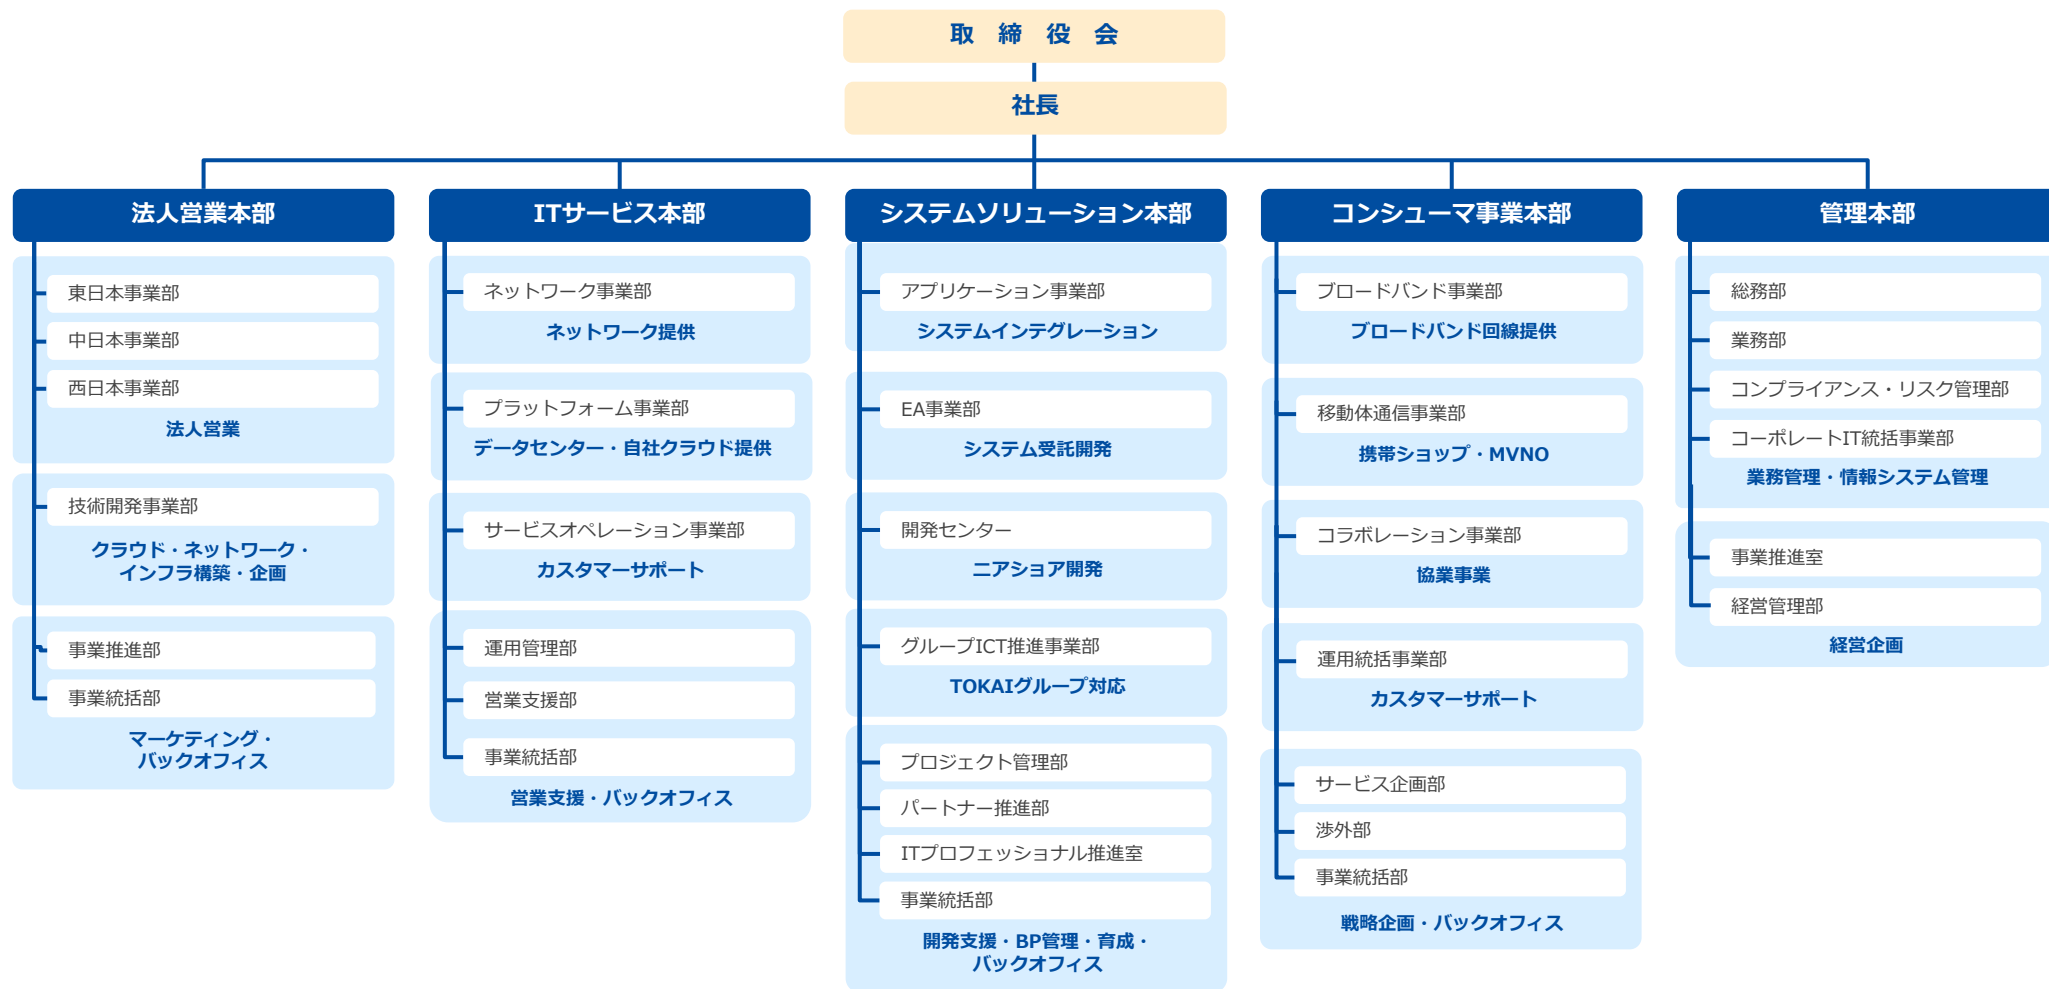 取締役会
社長
法人営業本部
東日本事業部
中日本事業部
西日本事業部
法人営業
技術開発事業部
クラウド・ネットワーク・
インフラ構築・企画
事業推進部
事業統括部
マーケティング・
バックオフィス
ITサービス本部
ネットワーク事業部
ネットワーク提供
プラットフォーム事業部
データセンター・自社クラウド提供
サービスオペレーション事業部
カスタマーサポート
運用管理部
営業支援部
事業統括部
営業支援・バックオフィス
システムソリューション本部
アプリケーション事業部
システムインテグレーション
EA事業部
システム受託開発
開発センター
ニアショア開発
グループICT推進事業部
TOKAIグループ対応
プロジェクト管理部
パートナー推進部
ITプロフェッショナル推進室
事業統括部
開発支援・BP管理・育成・
バックオフィス
コンシューマ事業本部
ブロードバンド事業部
ブロードバンド回線提供
移動体通信事業部
携帯ショップ・MVNO
コラボレーション事業部
協業事業
運用統括事業部
カスタマーサポート
サービス企画部
渉外部
事業統括部
戦略企画・バックオフィス
管理本部
総務部
業務部
コンプライアンス・リスク管理部
コーポレートIT統括事業部
業務管理・情報システム管理
事業推進室
経営管理部
経営企画